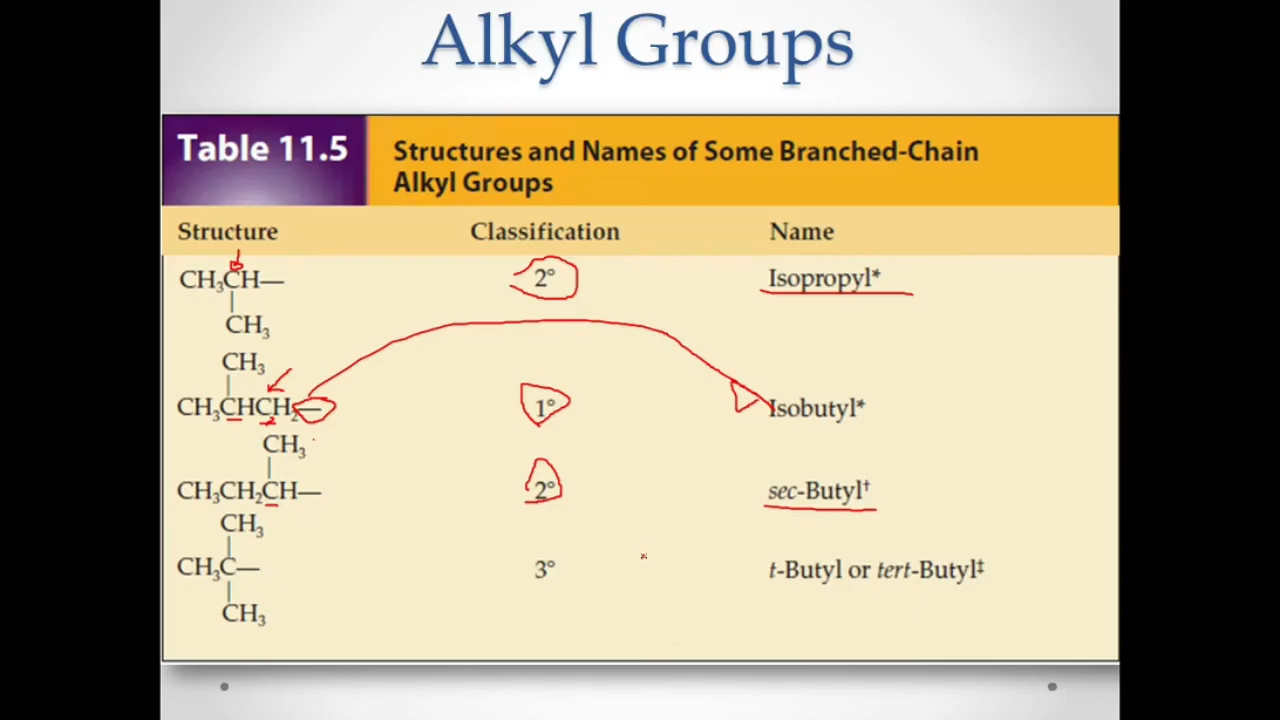 Alkyl Groups
Table 11.5
Structures and Names of Some Branched-Chain
Alkyl Groups
Structure Classification Name
CH₃CH— 2° Isopropyl*
|
CH₃
CH₃
|
CH₃CHCH₂— 1° Isobutyl*
CH₃
|
CH₃CH₂CH— 2° sec-Butyl†
CH₃
|
CH₃C— 3° t-Butyl or tert-Butyl‡
|
CH₃